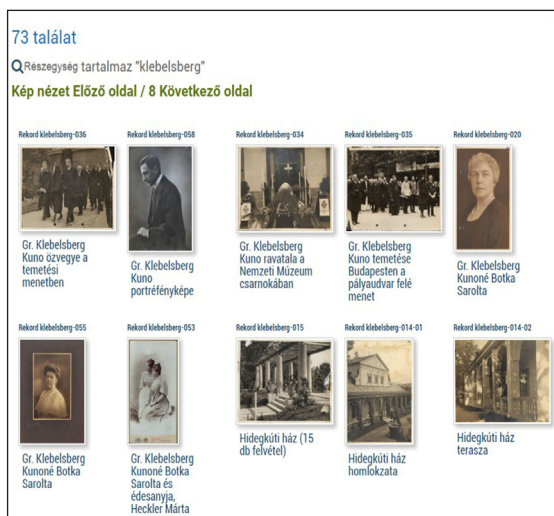 73 találat
Részegység tartalmaz "klebelsberg"
Kép nézet Előző oldal / 8 Következő oldal
Rekord klebelsberg-036
Gr. Klebelsberg
Kuno özvegye a
temetési
menetben
Rekord klebelsberg-058
Gr. Klebelsberg
Kuno
portréfényképe
Rekord klebelsberg-034
Gr. Klebelsberg
Kuno ravatala a
Nemzeti Múzeum
csarnokában
Rekord klebelsberg-035
Gr. Klebelsberg
Kuno temetése
Budapesten a
pályaudvar felé
menet
Rekord klebelsberg-020
Gr. Klebelsberg
Kunoné Botka
Sarolta
Rekord klebelsberg-055
Gr. Klebelsberg
Kunoné Botka
Sarolta
Rekord klebelsberg-053
Gr. Klebelsberg
Kunoné Botka
Sarolta és
édesanyja,
Heckler Márta
Rekord klebelsberg-015
Hidegkúti ház (15
db felvétel)
Rekord klebelsberg-014-01
Hidegkúti ház
homlokzata
Rekord klebelsberg-014-02
Hidegkúti ház
terasza